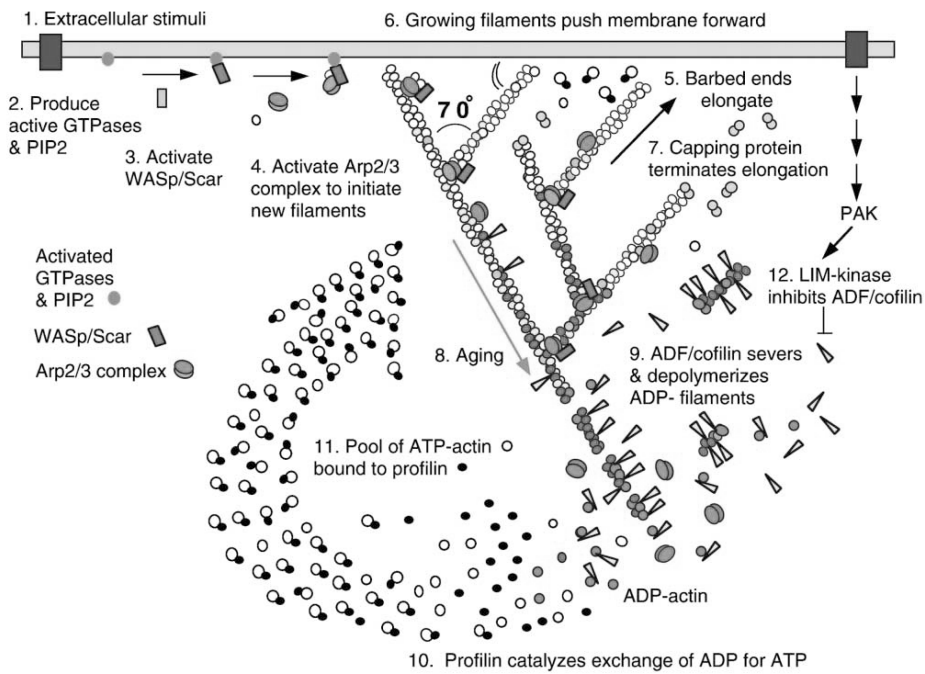 1. Extracellular stimuli
6. Growing filaments push membrane forward
2. Produce
active GTPases
& PIP2
3. Activate
WASp/Scar
4. Activate Arp2/3
complex to initiate
new filaments
70°
5. Barbed ends
elongate
7. Capping protein
terminates elongation
PAK
12. LIM-kinase
inhibits ADF/cofilin
Activated
GTPases
& PIP2
WASp/Scar
Arp2/3 complex
8. Aging
9. ADF/cofilin severs
& depolymerizes
ADP- filaments
11. Pool of ATP-actin
bound to profilin
ADP-actin
10. Profilin catalyzes exchange of ADP for ATP